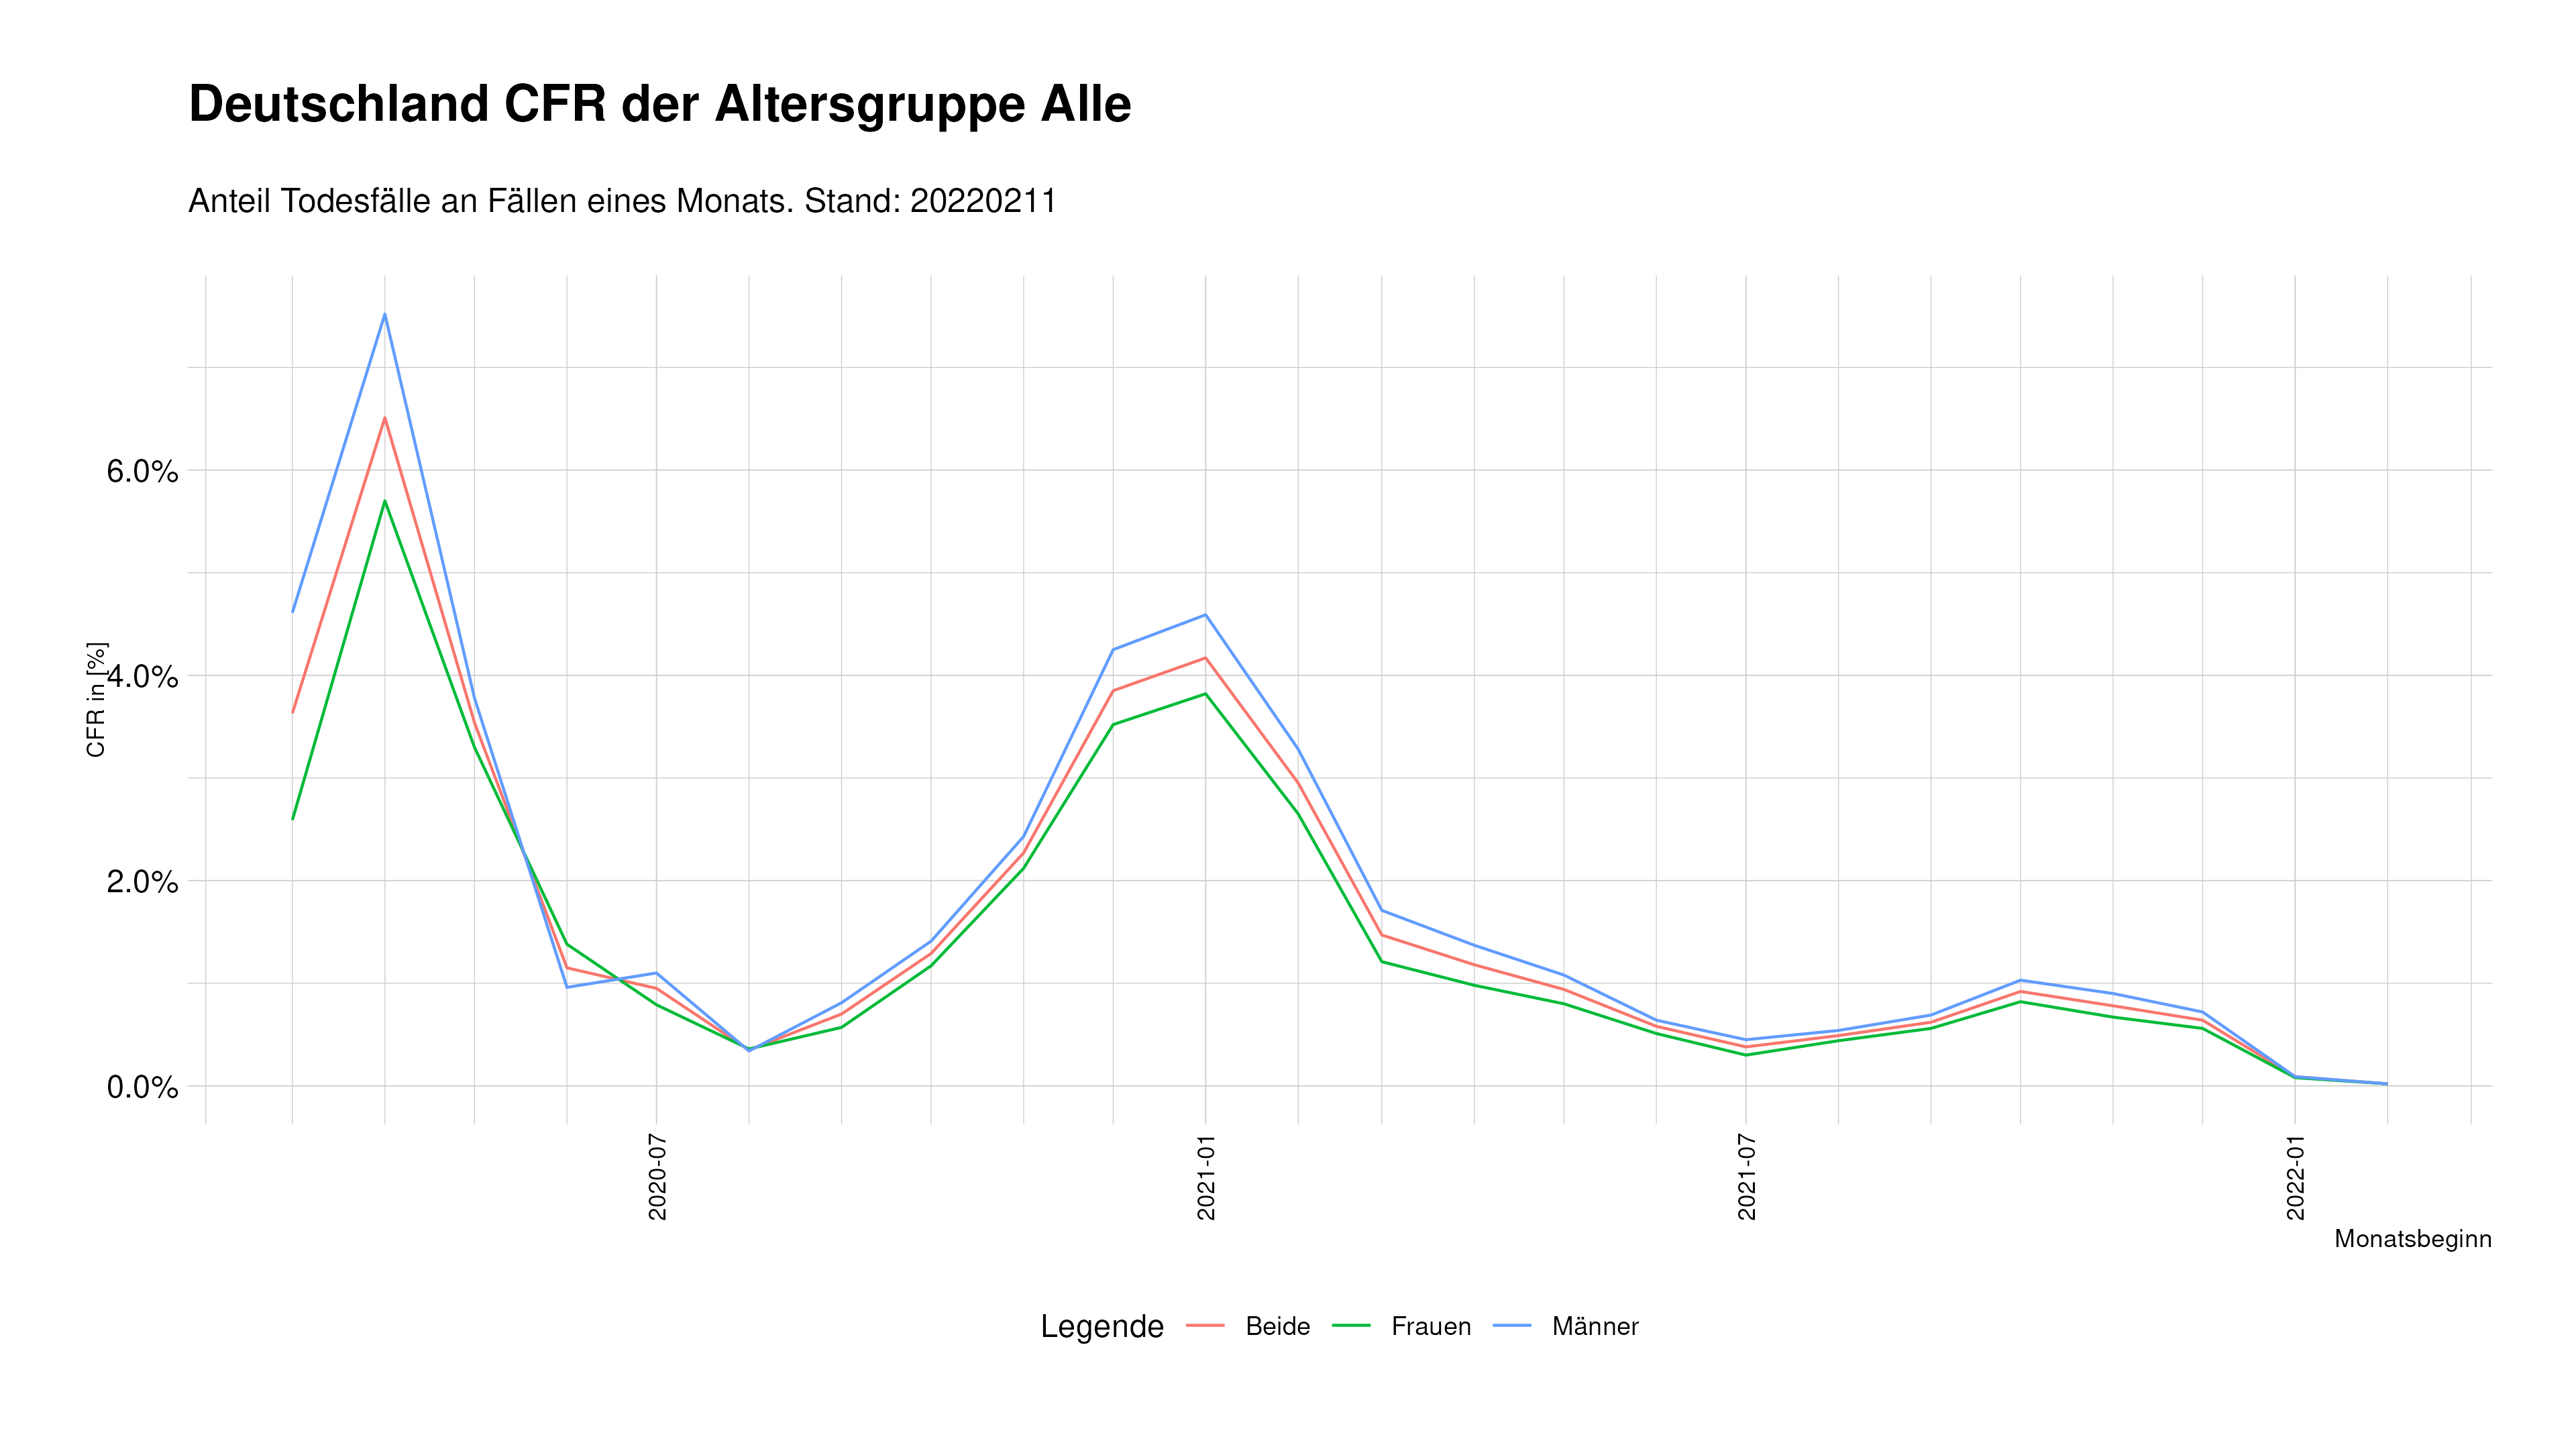 Deutschland CFR der Altersgruppe Alle
Anteil Todesfälle an Fällen eines Monats. Stand: 20220211
CFR in [%]
6.0%
4.0%
2.0%
0.0%
2020-07
2021-01
2021-07
2022-01
Monatsbeginn
Legende Beide Frauen Männer